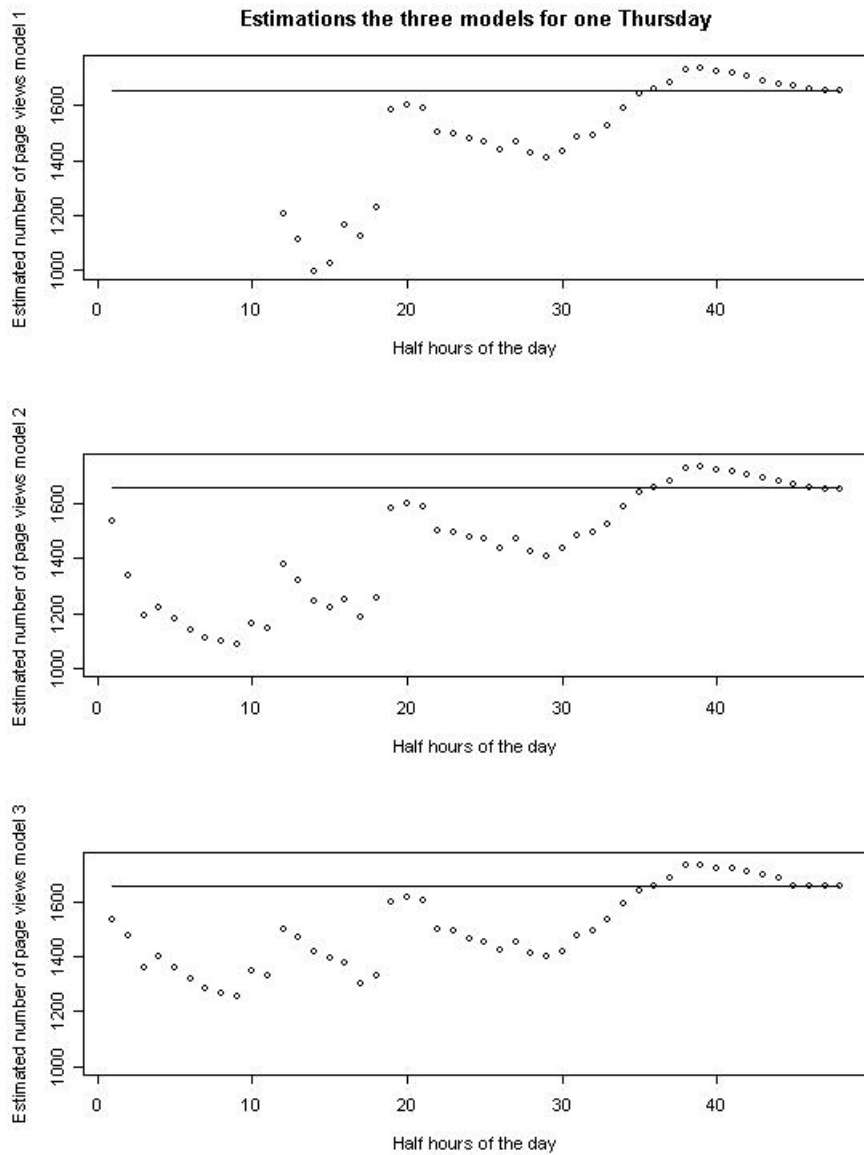 Estimations the three models for one Thursday
Estimated number of page views model 1
1600
1400
1200
1000
0 10 20 30 40
Half hours of the day
Estimated number of page views model 2
1600
1400
1200
1000
0 10 20 30 40
Half hours of the day
Estimated number of page views model 3
1600
1400
1200
1000
0 10 20 30 40
Half hours of the day